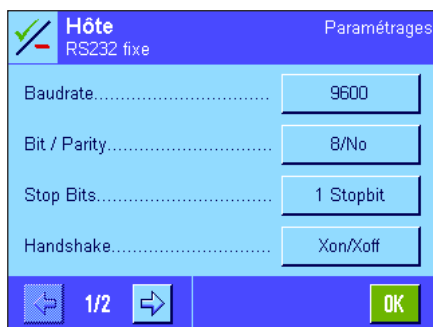 Hôte
Paramétrages
RS232 fixe
Baudrate.............................. 9600
Bit / Parity............................ 8/No
Stop Bits.............................. 1 Stopbit
Handshake........................... Xon/Xoff
1/2
OK